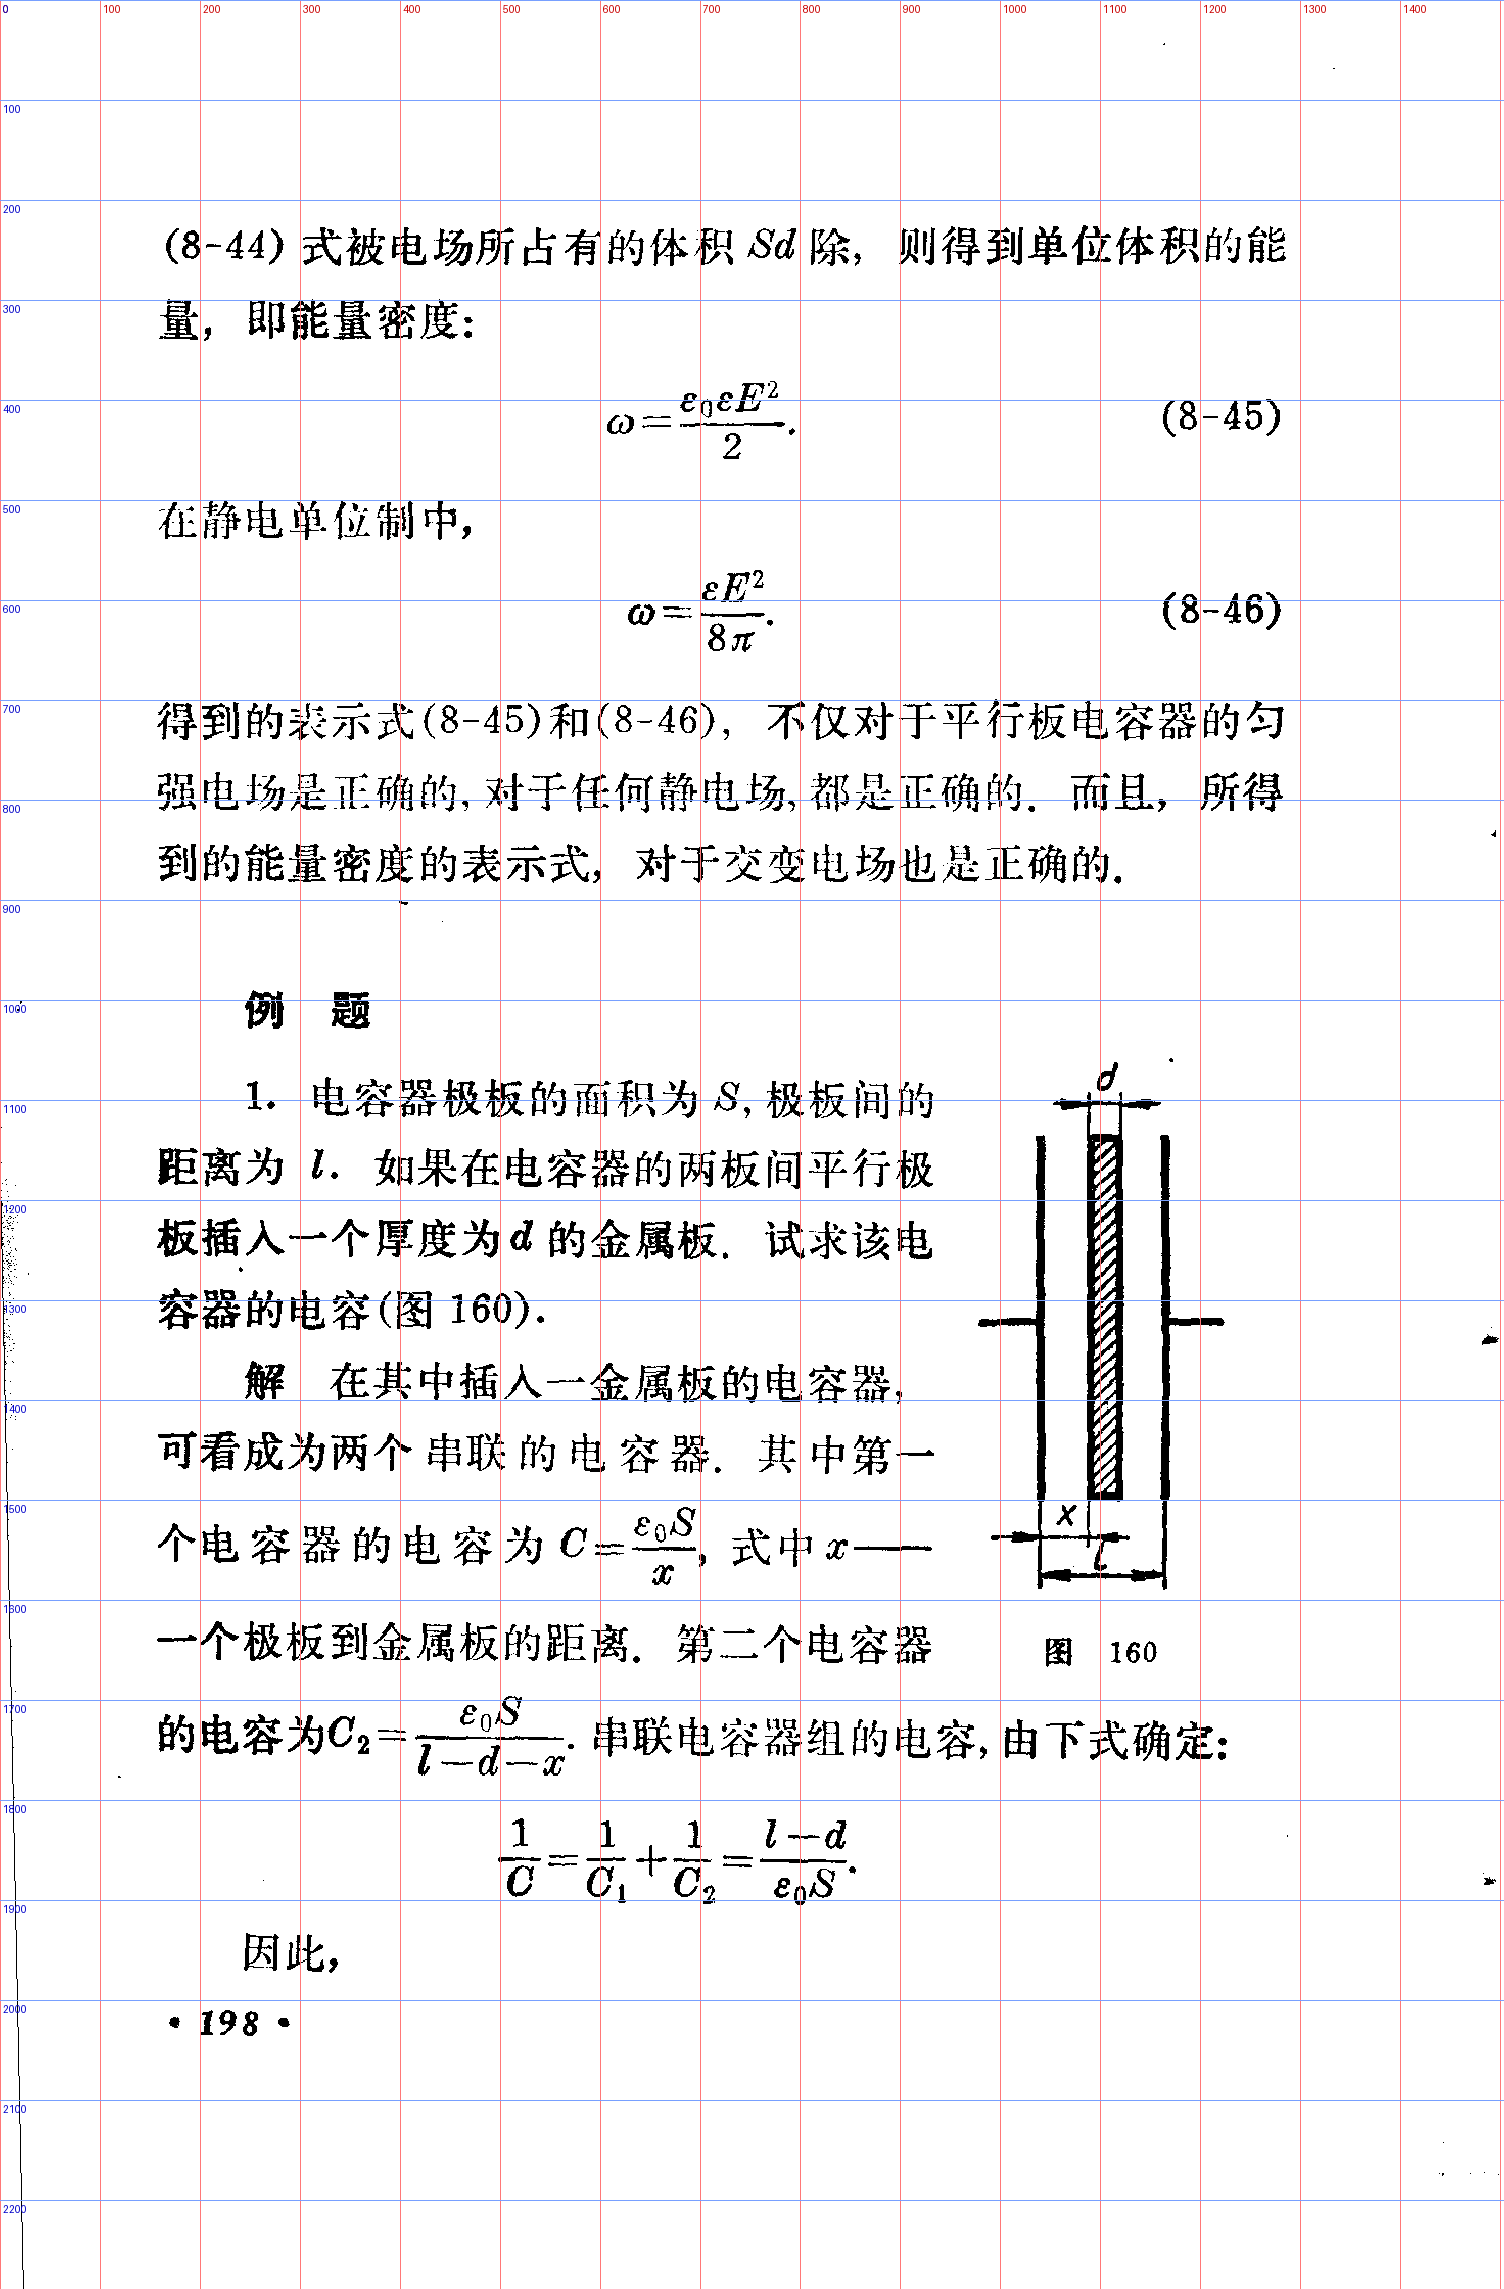 (8-44) 式被电场所占有的体积 Sd 除，则得到单位体积的能
量，即能量密度：
ω=ε₀εE²/2. (8-45)
在静电单位制中，
ω=εE²/8π. (8-46)
得到的表示式(8-45)和(8-46)，不仅对于平行板电容器的匀
强电场是正确的，对于任何静电场，都是正确的．而且，所得
到的能量密度的表示式，对于交变电场也是正确的．
例 题
1. 电容器极板的面积为 S，极板间的
距离为 l．如果在电容器的两板间平行极
板插入一个厚度为 d 的金属板．试求该电
容器的电容(图 160)．
解 在其中插入一金属板的电容器，
可看成为两个串联的电容器．其中第一
个电容器的电容为 C=ε₀S/x，式中 x——
一个极板到金属板的距离．第二个电容器
的电容为C₂=ε₀S/(l-d-x)．串联电容器组的电容，由下式确定：
1/C=1/C₁+1/C₂=(l-d)/ε₀S.
因此，
d
x
l
图 160
• 198 •